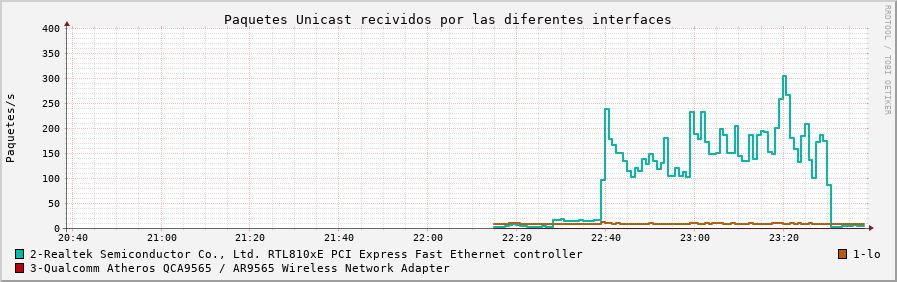 Paquetes Unicast recividos por las diferentes interfaces
RRDTOOL / TOBI OETIKER
Paquetes/s
400
350
300
250
200
150
100
50
0
20:40 21:00 21:20 21:40 22:00 22:20 22:40 23:00 23:20
2-Realtek Semiconductor Co., Ltd. RTL810xE PCI Express Fast Ethernet controller 1-lo
3-Qualcomm Atheros QCA9565 / AR9565 Wireless Network Adapter